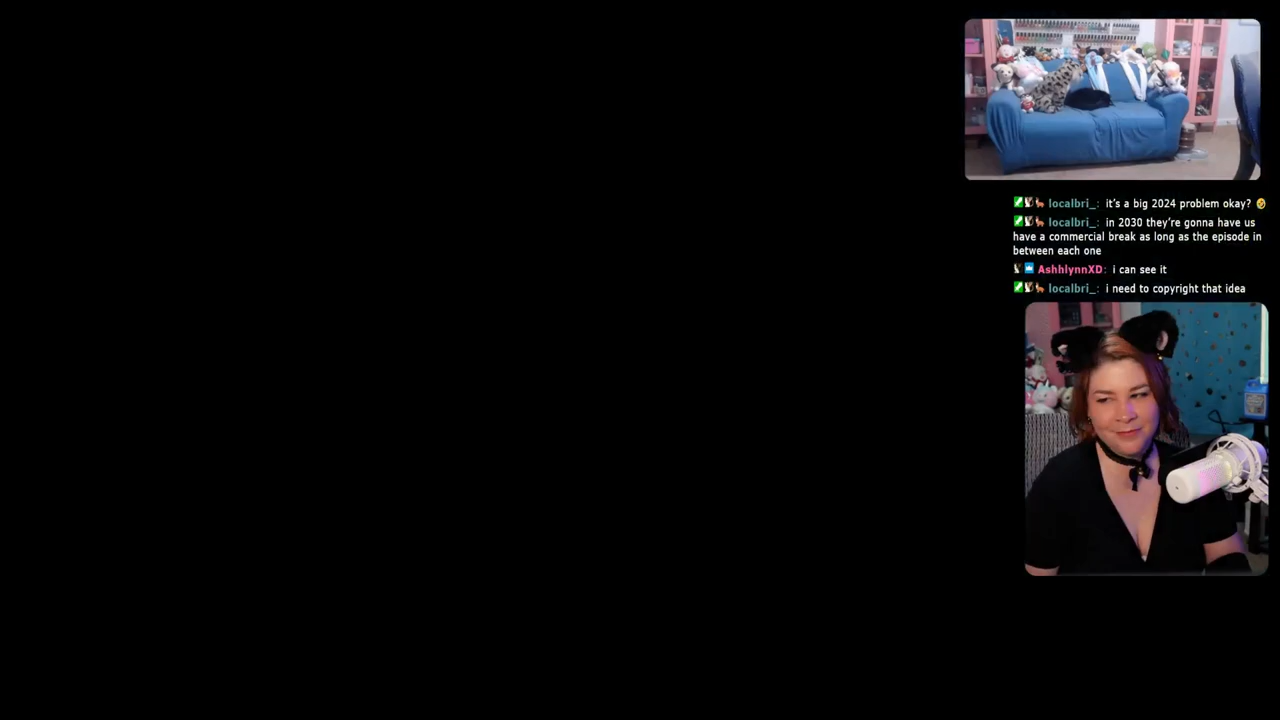 localbri_: it's a big 2024 problem okay? 🤣
localbri_: in 2030 they're gonna have us
have a commercial break as long as the episode in
between each one
AshhlynnXD: i can see it
localbri_: i need to copyright that idea